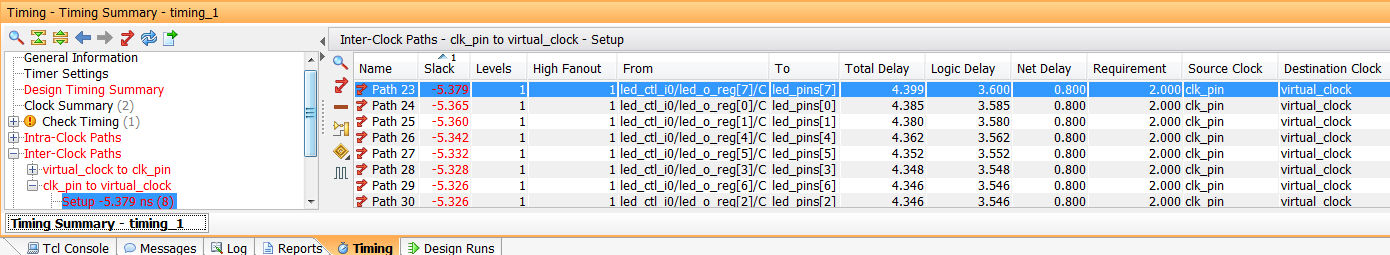 Timing - Timing Summary - timing_1
General Information
Timer Settings
Design Timing Summary
Clock Summary (2)
Check Timing (9)
Intra-Clock Paths
Inter-Clock Paths
virtual_clock to clk_pin
clk_pin to virtual_clock
Setup -5.379 ns (8)
Inter-Clock Paths - clk_pin to virtual_clock - Setup
Name Slack 1 Levels High Fanout From To Total Delay Logic Delay Net Delay Requirement Source Clock Destination Clock
Path 23 -5.379 1 1 led_ctl_i0/led_o_reg[7]/C led_pins[7] 4.399 3.600 0.800 2.000 clk_pin virtual_clock
Path 24 -5.365 1 1 led_ctl_i0/led_o_reg[0]/C led_pins[0] 4.385 3.585 0.800 2.000 clk_pin virtual_clock
Path 25 -5.360 1 1 led_ctl_i0/led_o_reg[1]/C led_pins[1] 4.380 3.580 0.800 2.000 clk_pin virtual_clock
Path 26 -5.342 1 1 led_ctl_i0/led_o_reg[4]/C led_pins[4] 4.362 3.562 0.800 2.000 clk_pin virtual_clock
Path 27 -5.332 1 1 led_ctl_i0/led_o_reg[5]/C led_pins[5] 4.352 3.552 0.800 2.000 clk_pin virtual_clock
Path 28 -5.328 1 1 led_ctl_i0/led_o_reg[3]/C led_pins[3] 4.348 3.548 0.800 2.000 clk_pin virtual_clock
Path 29 -5.326 1 1 led_ctl_i0/led_o_reg[6]/C led_pins[6] 4.346 3.546 0.800 2.000 clk_pin virtual_clock
Path 30 -5.326 1 1 led_ctl_i0/led_o_reg[2]/C led_pins[2] 4.346 3.546 0.800 2.000 clk_pin virtual_clock
Timing Summary - timing_1
Tcl Console Messages Log Reports Timing Design Runs